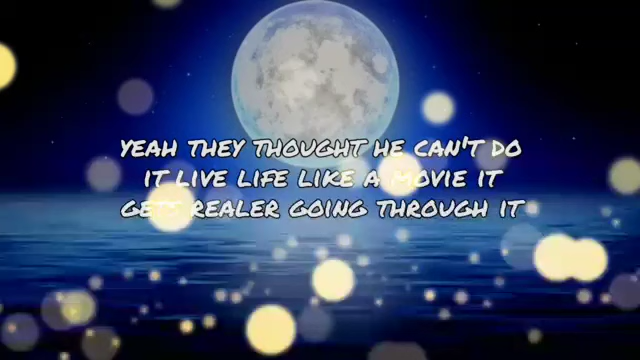 YEAH THEY THOUGHT HE CAN'T DO
IT LIVE LIFE LIKE A MOVIE IT
GETS REALER GOING THROUGH IT